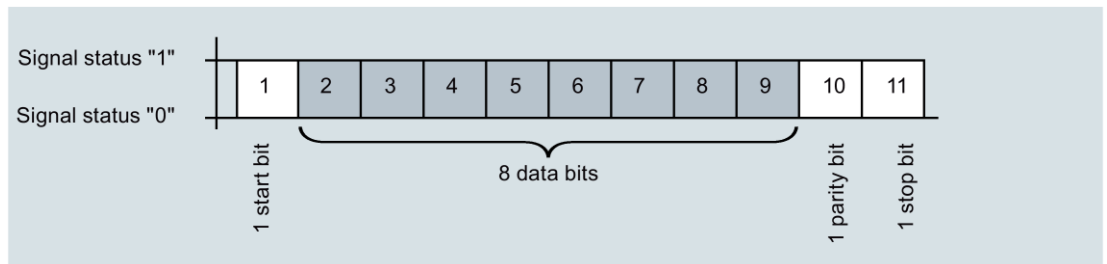 Signal status "1"
1 2 3 4 5 6 7 8 9 10 11
Signal status "0"
1 start bit
8 data bits
1 parity bit
1 stop bit